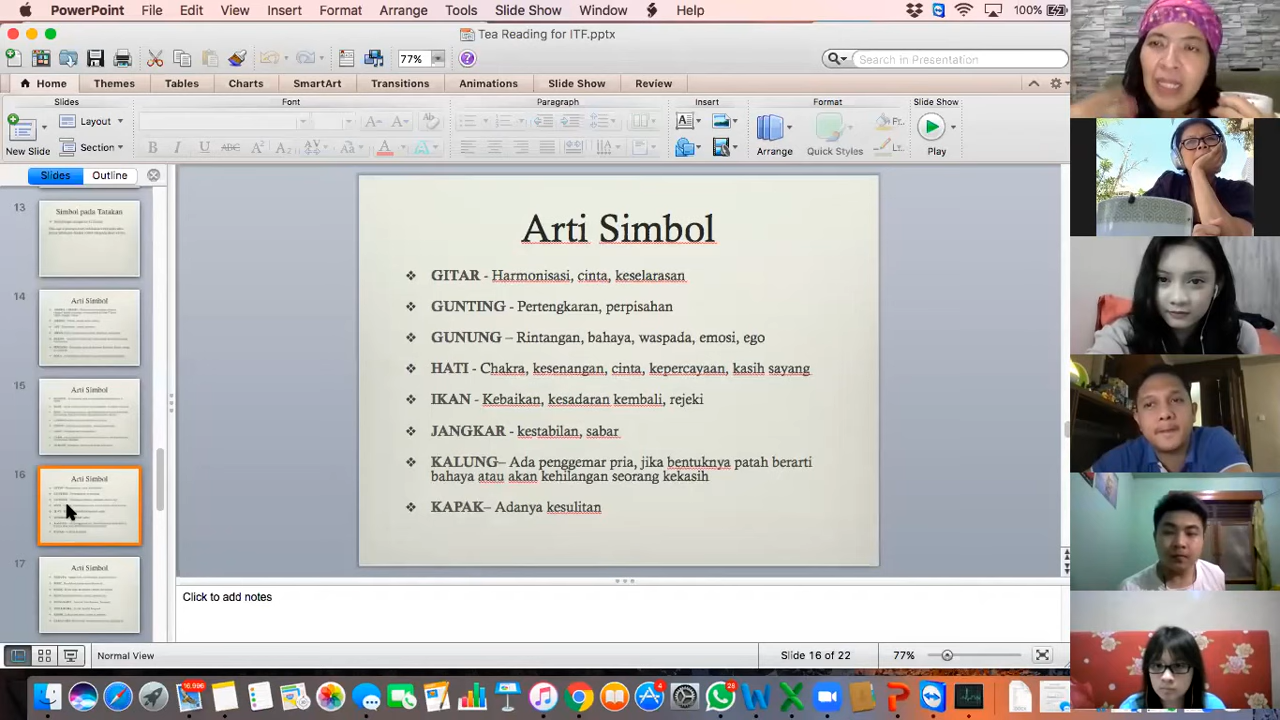 PowerPoint File Edit View Insert Format Arrange Tools Slide Show Window Help 100%
Tea Reading for ITF.pptx
77% Search in Presentation
Home Themes Tables Charts SmartArt Transitions Animations Slide Show Review
Slides Font Paragraph Insert Format Slide Show
Layout
Section
New Slide Arrange Quick Styles Play
Slides Outline
13
Simbol pada Tatakan
14
Arti Simbol
15
Arti Simbol
16
Arti Simbol
17
Arti Simbol
Arti Simbol
❖ GITAR - Harmonisasi, cinta, keselarasan
❖ GUNTING - Pertengkaran, perpisahan
❖ GUNUNG – Rintangan, bahaya, waspada, emosi, ego
❖ HATI - Chakra, kesenangan, cinta, kepercayaan, kasih sayang
❖ IKAN - Kebaikan, kesadaran kembali, rejeki
❖ JANGKAR - kestabilan, sabar
❖ KALUNG– Ada penggemar pria, jika bentuknya patah berarti
bahaya atau akan kehilangan seorang kekasih
❖ KAPAK– Adanya kesulitan
Click to add notes
Normal View Slide 16 of 22 77%
16,996 28